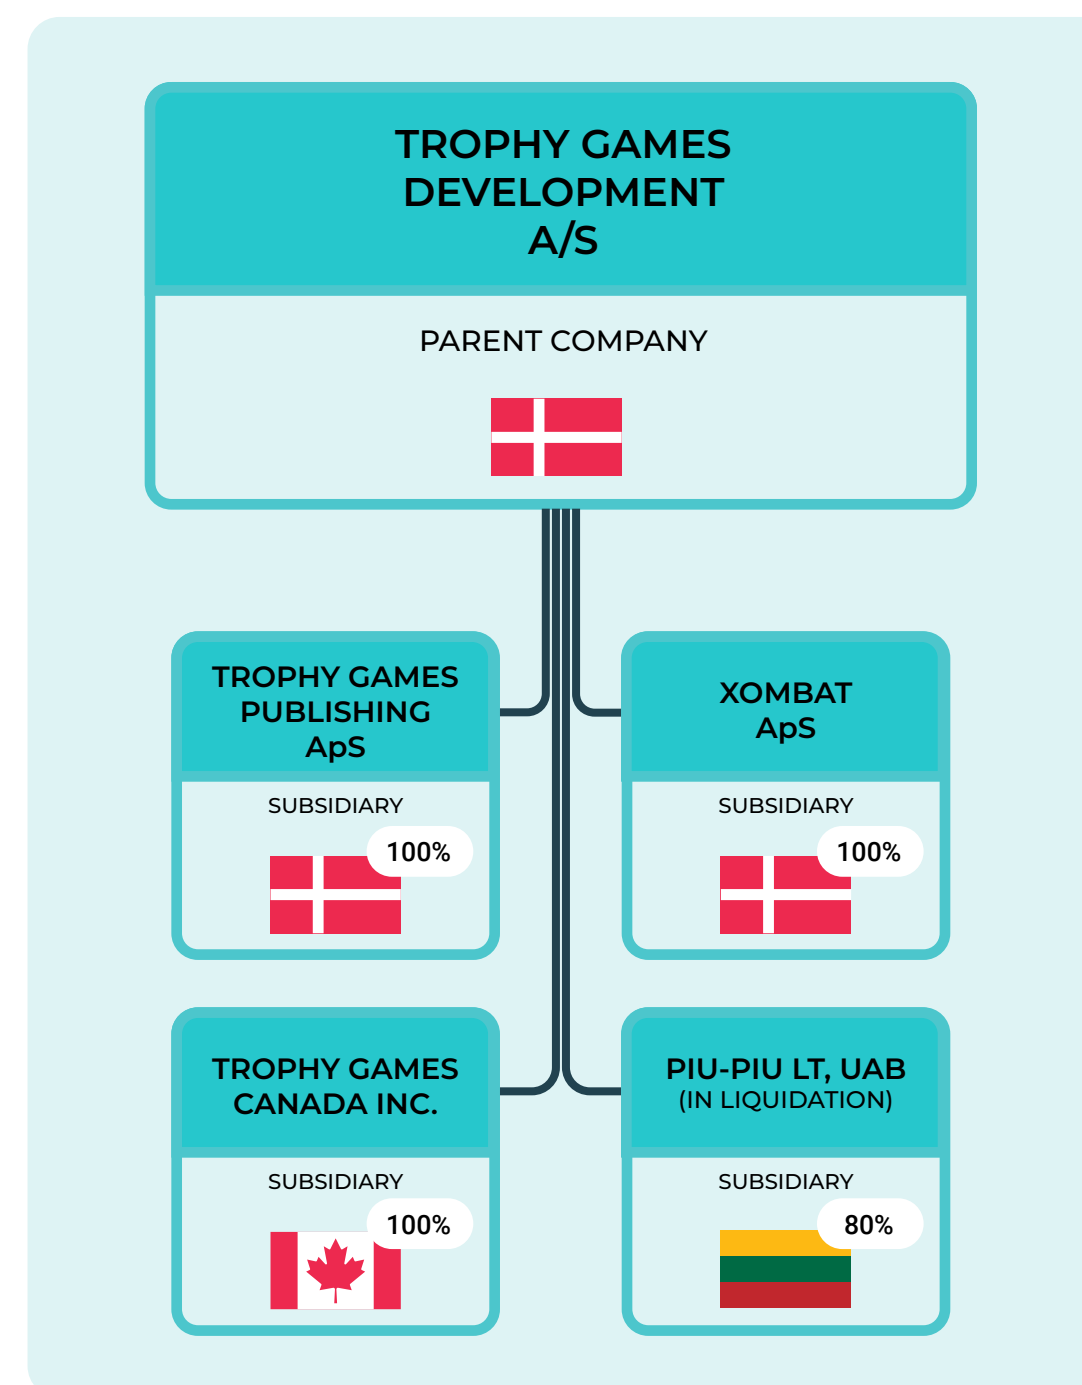 TROPHY GAMES
DEVELOPMENT
A/S
PARENT COMPANY
TROPHY GAMES
PUBLISHING
ApS
SUBSIDIARY
100%
XOMBAT
ApS
SUBSIDIARY
100%
TROPHY GAMES
CANADA INC.
SUBSIDIARY
100%
PIU-PIU LT, UAB
(IN LIQUIDATION)
SUBSIDIARY
80%